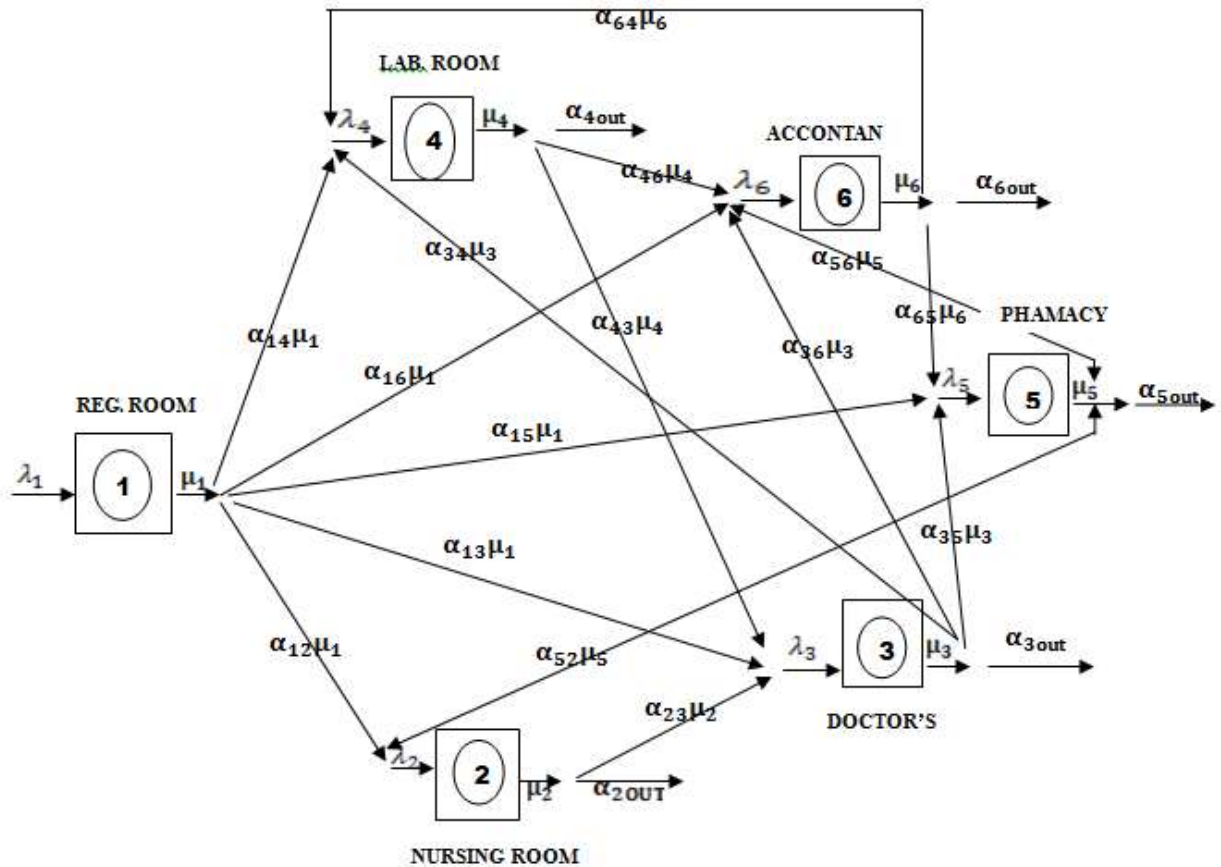 α₆₄μ₆
LAB. ROOM
λ₄
4
μ₄
α₄out
ACCONTAN
α₄₆μ₄
λ₆
6
μ₆
α₆out
α₃₄μ₃
α₅₆μ₅
α₆₅μ₆
PHAMACY
α₁₄μ₁
α₄₃μ₄
α₃₆μ₃
α₁₆μ₁
λ₅
5
μ₅
α₅out
REG. ROOM
α₁₅μ₁
λ₁
1
μ₁
α₃₅μ₃
α₁₃μ₁
α₁₂μ₁
α₅₂μ₅
λ₃
3
μ₃
α₃out
α₂₃μ₂
DOCTOR'S
λ₂
2
μ₂
α₂OUT
NURSING ROOM